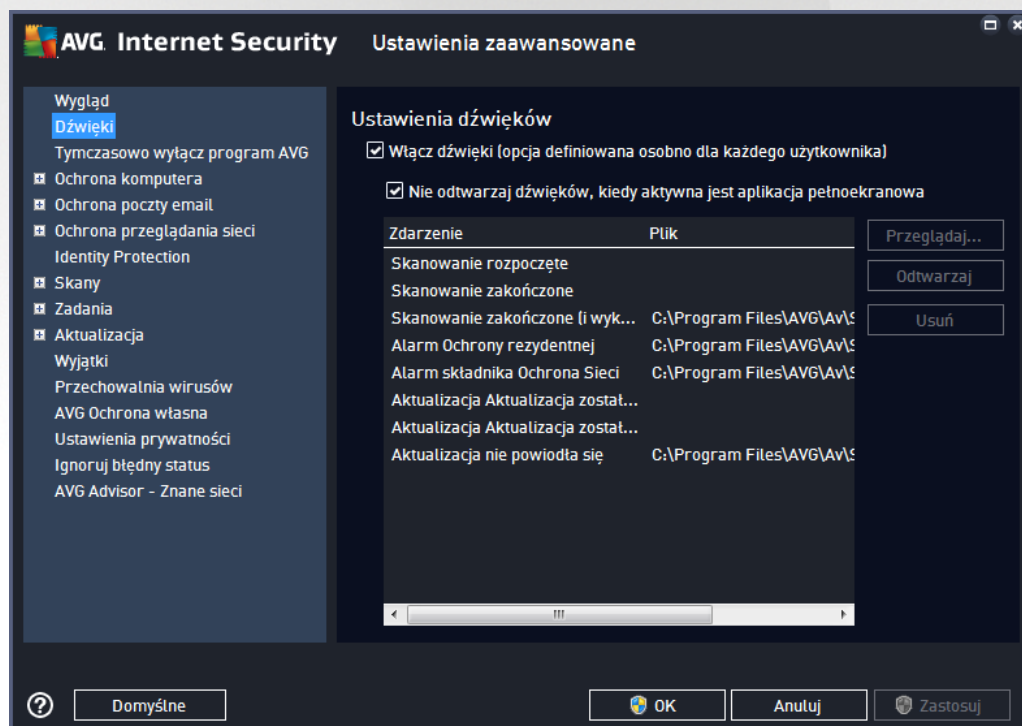 AVG. Internet Security Ustawienia zaawansowane
Wygląd
Dźwięki
Tymczasowo wyłącz program AVG
Ochrona komputera
Ochrona poczty email
Ochrona przeglądania sieci
Identity Protection
Skany
Zadania
Aktualizacja
Wyjątki
Przechowalnia wirusów
AVG Ochrona własna
Ustawienia prywatności
Ignoruj błędny status
AVG Advisor - Znane sieci
Ustawienia dźwięków
Włącz dźwięki (opcja definiowana osobno dla każdego użytkownika)
Nie odtwarzaj dźwięków, kiedy aktywna jest aplikacja pełnoekranowa
Zdarzenie Plik
Skanowanie rozpoczęte
Skanowanie zakończone
Skanowanie zakończone (i wyk... C:\Program Files\AVG\Av\S
Alarm Ochrony rezydentnej C:\Program Files\AVG\Av\S
Alarm składnika Ochrona Sieci C:\Program Files\AVG\Av\S
Aktualizacja Aktualizacja został...
Aktualizacja Aktualizacja został...
Aktualizacja nie powiodła się C:\Program Files\AVG\Av\S
Przeglądaj...
Odtwarzaj
Usuń
? Domyślne OK Anuluj Zastosuj